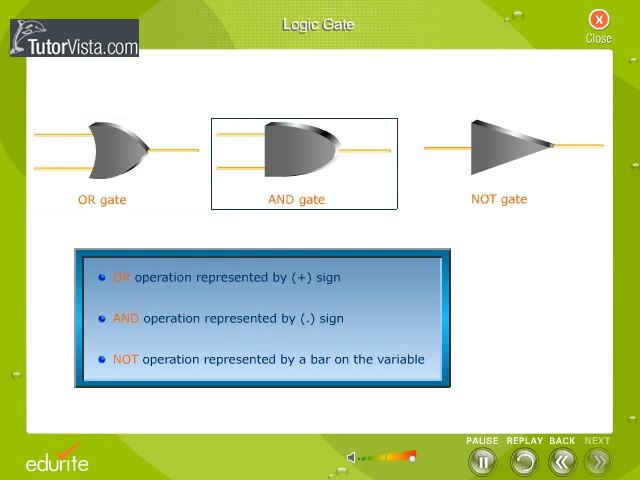 Logic Gate
TutorVista.com
Close
OR gate
AND gate
NOT gate
OR operation represented by (+) sign
AND operation represented by (.) sign
NOT operation represented by a bar on the variable
PAUSE REPLAY BACK NEXT
edurite